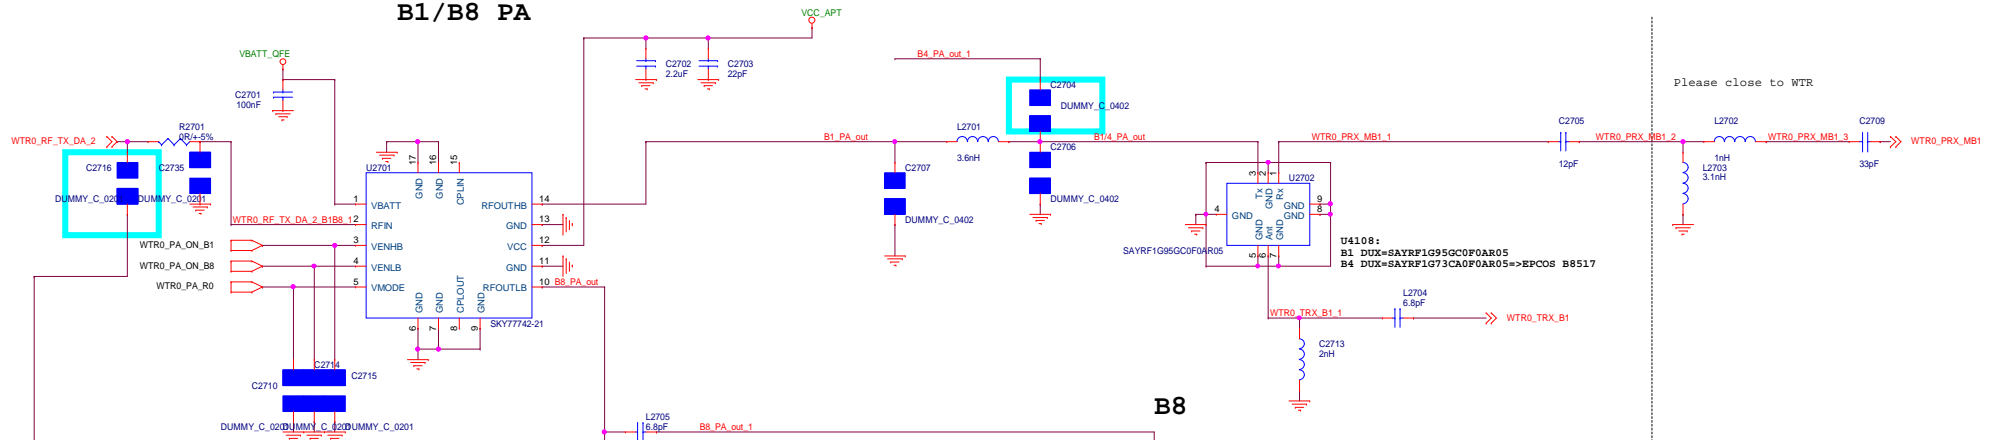 B1/B8 PA
VCC_APT
VBATT_QFE
C2702
2.2uF
C2703
22pF
B4_PA_out_1
C2704
DUMMY_C_0402
Please close to WTR
C2701
100nF
R2701
0R/+-5%
WTR0_RF_TX_DA_2
C2716
C2735
DUMMY_C_0201
U2701
17
16
15
GND
GND
CPLIN
B1_PA_out
L2701
3.6nH
B1/4_PA_out
C2706
DUMMY_C_0402
C2707
DUMMY_C_0402
WTR0_PRX_MB1_1
C2705
12pF
WTR0_PRX_MB1_2
L2702
1nH
WTR0_PRX_MB1_3
C2709
33pF
WTR0_PRX_MB1
L2703
3.1nH
1
VBATT
RFOUTHB
14
WTR0_RF_TX_DA_2_B1B8_1
2
RFIN
GND
13
WTR0_PA_ON_B1
3
VENHB
VCC
12
WTR0_PA_ON_B8
4
VENLB
GND
11
WTR0_PA_R0
5
VMODE
RFOUTLB
10
B8_PA_out
GND
GND
CPLOUT
GND
6
7
8
9
SKY77742-21
3
2
1
U2702
Tx
GND
Rx
GND
9
GND
8
4
GND
GND
Ant
GND
5
6
7
SAYRF1G95GC0F0AR05
U4108:
B1 DUX=SAYRF1G95GC0F0AR05
B4 DUX=SAYRF1G73CA0F0AR05=>EPCOS B8517
L2704
6.8pF
WTR0_TRX_B1_1
WTR0_TRX_B1
C2713
2nH
C2714
C2710
C2715
DUMMY_C_0201
B8
L2705
6.8pF
B8_PA_out_1